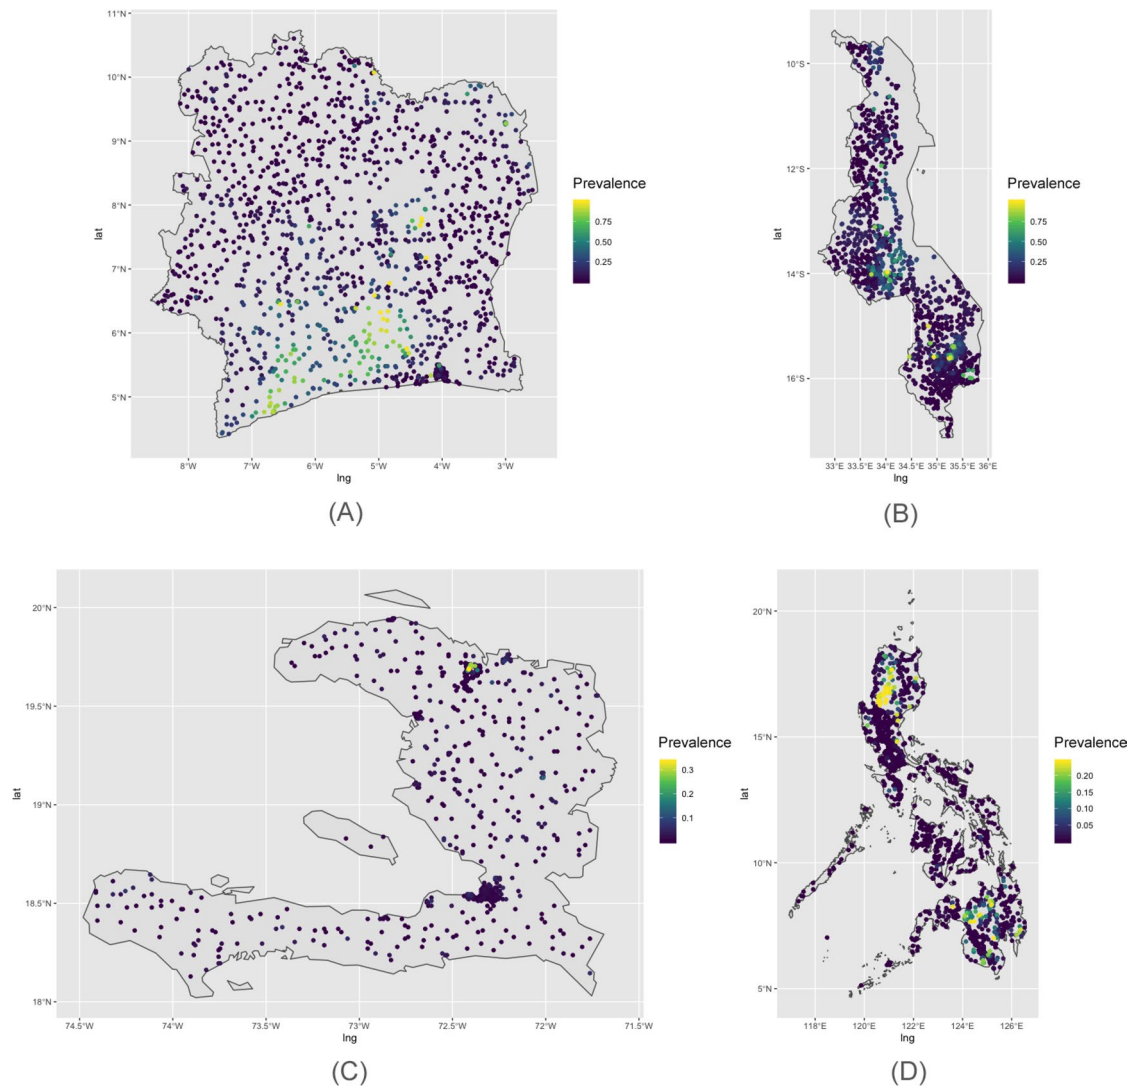 11°N
10°N
9°N
8°N
7°N
6°N
5°N
lat
8°W 7°W 6°W 5°W 4°W 3°W
lng
Prevalence
0.75
0.50
0.25
(A)
10°S
12°S
14°S
16°S
lat
33°E 33.5°E 34°E 34.5°E 35°E 35.5°E 36°E
lng
Prevalence
0.75
0.50
0.25
(B)
20°N
19.5°N
19°N
18.5°N
18°N
lat
74.5°W 74°W 73.5°W 73°W 72.5°W 72°W 71.5°W
lng
Prevalence
0.3
0.2
0.1
(C)
20°N
15°N
10°N
5°N
lat
118°E 120°E 122°E 124°E 126°E
lng
Prevalence
0.20
0.15
0.10
0.05
(D)